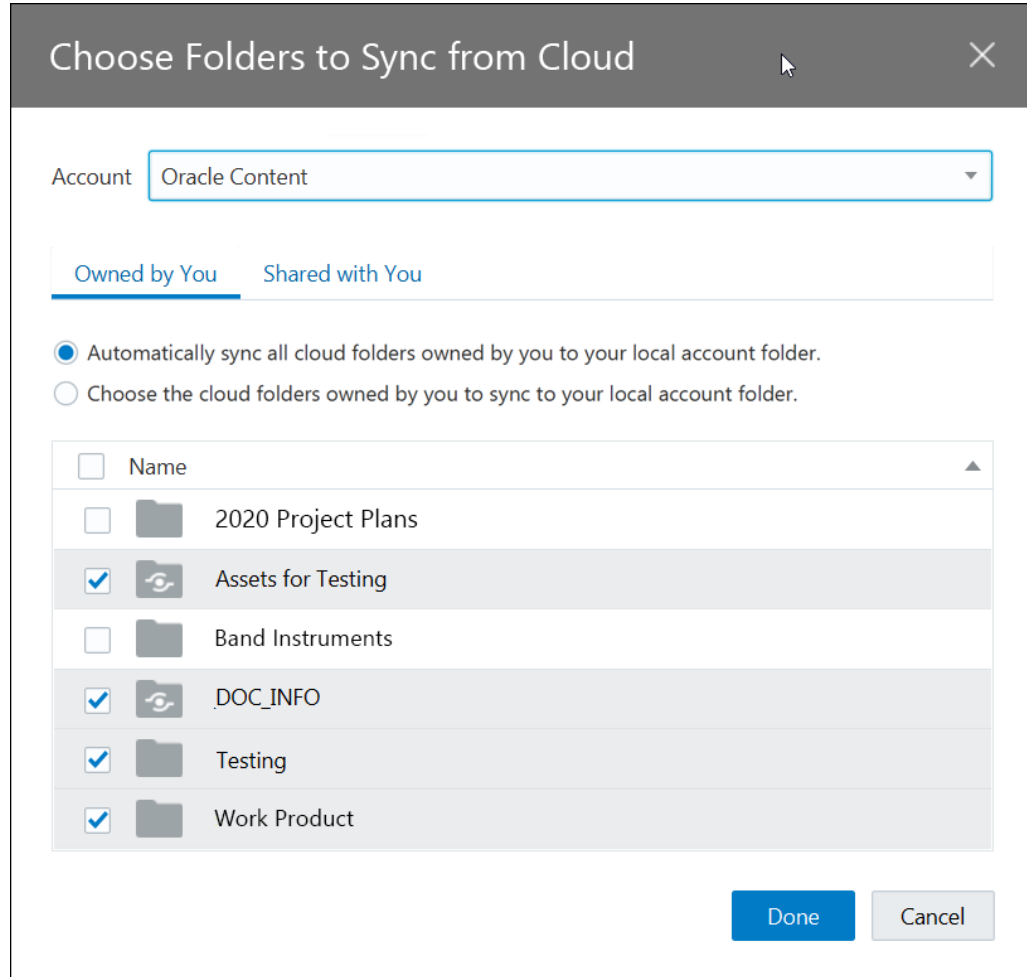 Choose Folders to Sync from Cloud
Account Oracle Content
Owned by You Shared with You
Automatically sync all cloud folders owned by you to your local account folder.
Choose the cloud folders owned by you to sync to your local account folder.
Name
2020 Project Plans
Assets for Testing
Band Instruments
DOC_INFO
Testing
Work Product
Done Cancel